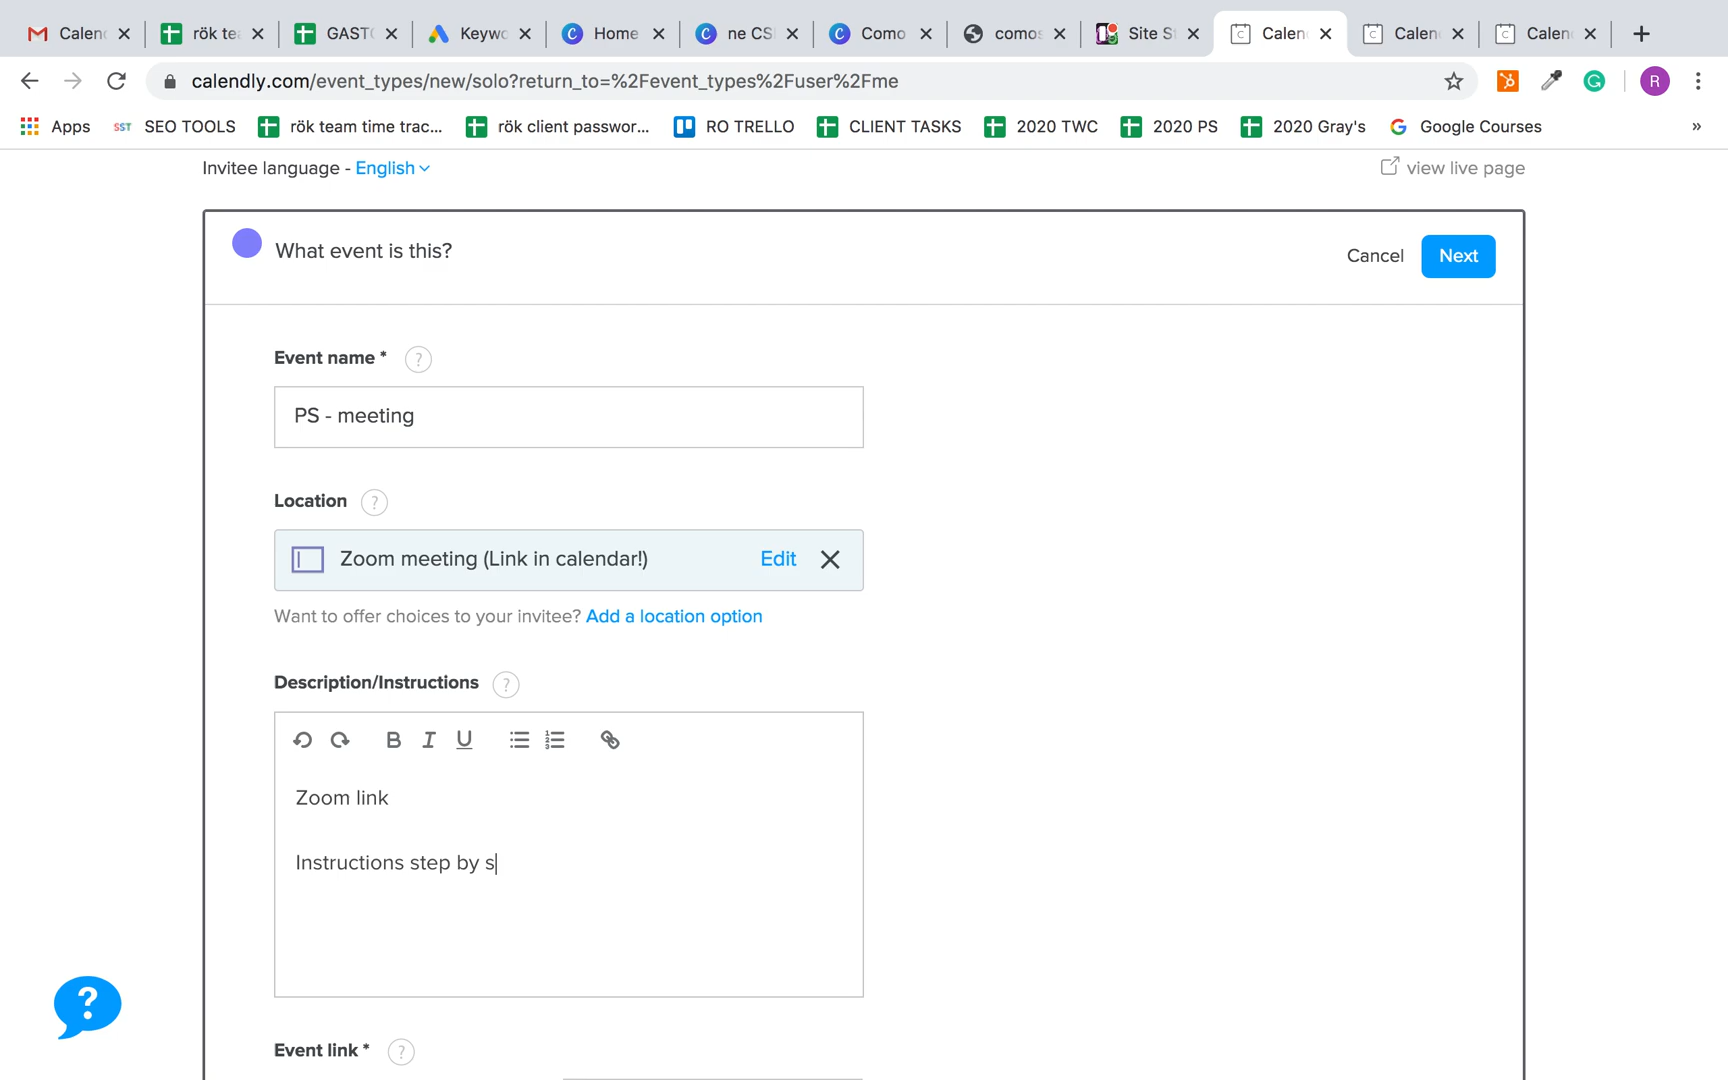 Calen
rök te
GASTO
Keywo
Home
ne CS
Como
comos
Site S
Calen
Calen
Calen
calendly.com/event_types/new/solo?return_to=%2Fevent_types%2Fuser%2Fme
R
Apps
SST SEO TOOLS
rök team time trac...
rök client passwor...
RO TRELLO
CLIENT TASKS
2020 TWC
2020 PS
2020 Gray's
Google Courses
»
Invitee language - English
view live page
What event is this?
Cancel
Next
Event name * ?
PS - meeting
Location ?
Zoom meeting (Link in calendar!)
Edit
Want to offer choices to your invitee? Add a location option
Description/Instructions ?
B I U
Zoom link
Instructions step by s
?
Event link * ?